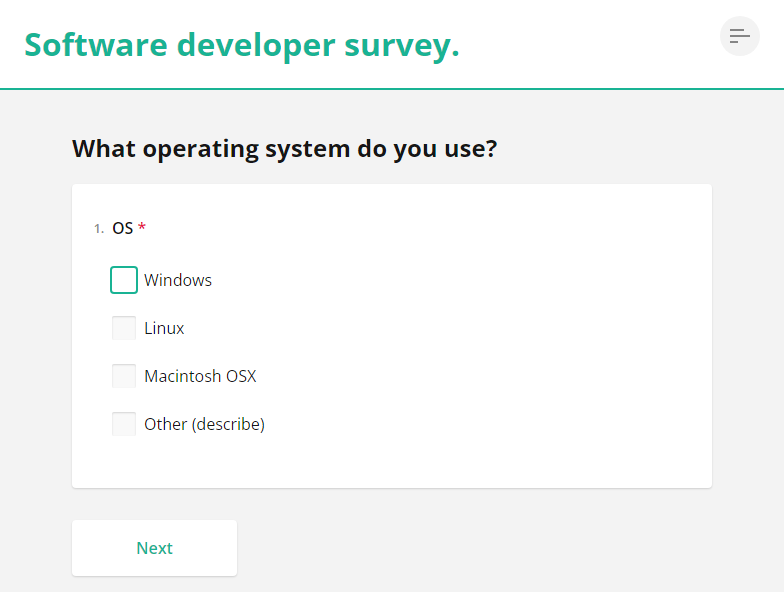 Software developer survey.
What operating system do you use?
1. OS *
Windows
Linux
Macintosh OSX
Other (describe)
Next